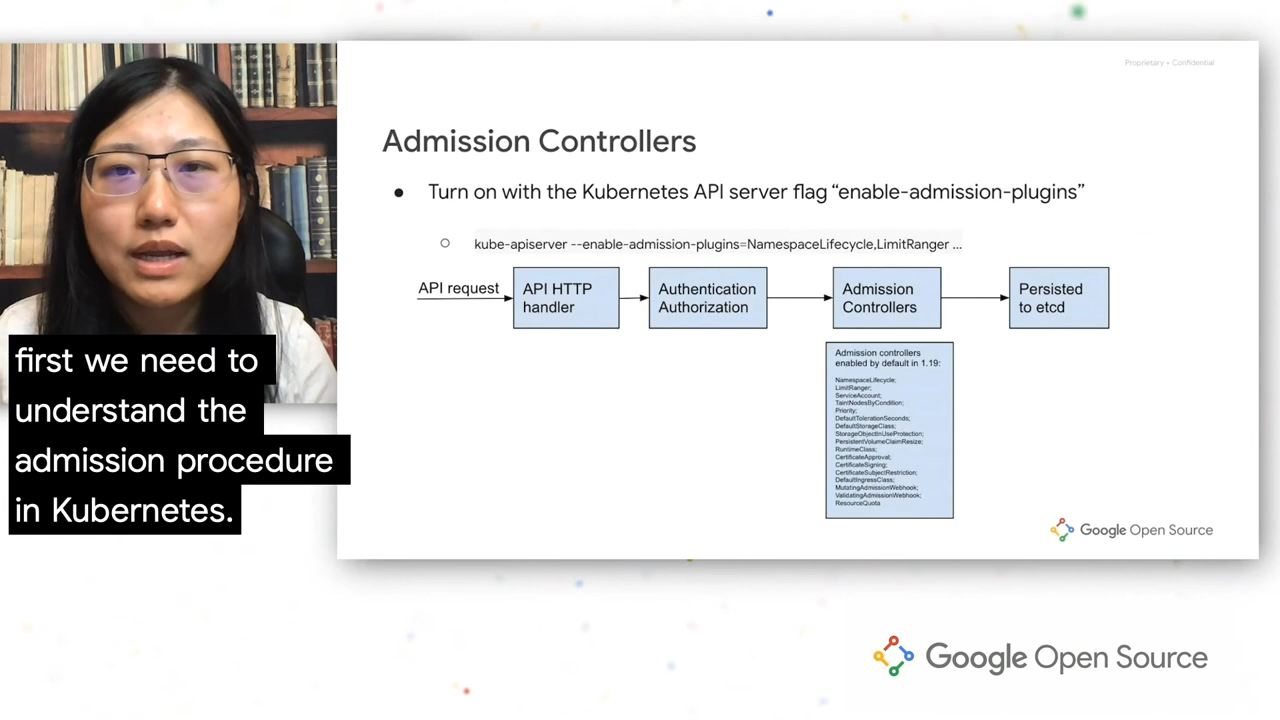 Proprietary + Confidential
Admission Controllers
● Turn on with the Kubernetes API server flag “enable-admission-plugins”
○ kube-apiserver --enable-admission-plugins=NamespaceLifecycle,LimitRanger ...
API request
API HTTP
handler
Authentication
Authorization
Admission
Controllers
Persisted
to etcd
Admission controllers
enabled by default in 1.19:
NamespaceLifecycle;
LimitRanger;
ServiceAccount;
TaintNodesByCondition;
Priority;
DefaultTolerationSeconds;
DefaultStorageClass;
StorageObjectInUseProtection;
PersistentVolumeClaimResize;
RuntimeClass;
CertificateApproval;
CertificateSigning;
CertificateSubjectRestriction;
DefaultIngressClass;
MutatingAdmissionWebhook;
ValidatingAdmissionWebhook;
ResourceQuota
Google Open Source
first we need to
understand the
admission procedure
in Kubernetes.
Google Open Source